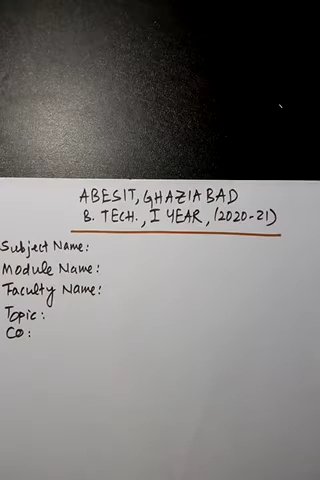 ABESIT, GHAZIABAD
B. TECH., I YEAR, (2020-21)
Subject Name:
Module Name:
Faculty Name:
Topic:
CO: